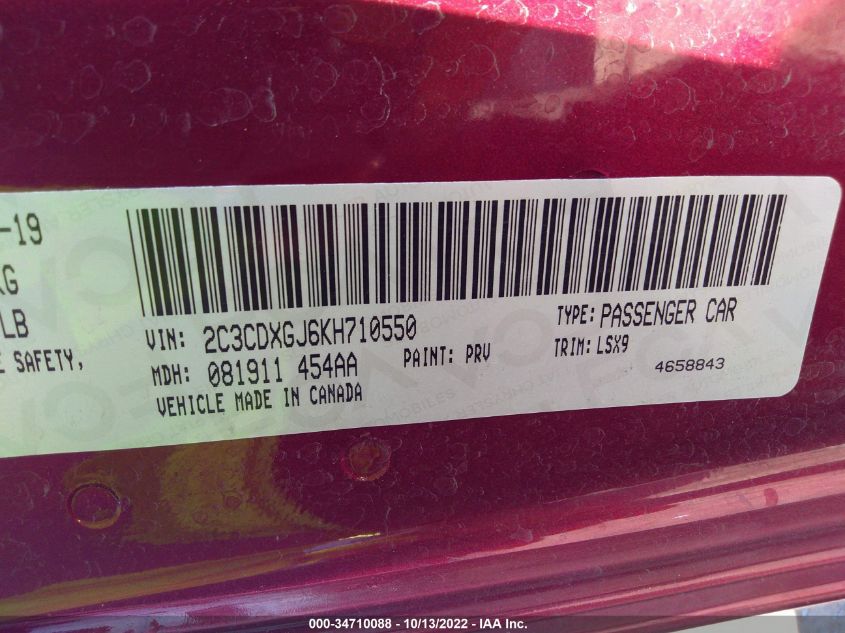 -19
KG
LB
E SAFETY,
VIN: 2C3CDXGJ6KH710550
TYPE: PASSENGER CAR
MDH: 081911 454AA
PAINT: PRV
TRIM: LSX9
VEHICLE MADE IN CANADA
4658843
000-34710088 - 10/13/2022 - IAA Inc.